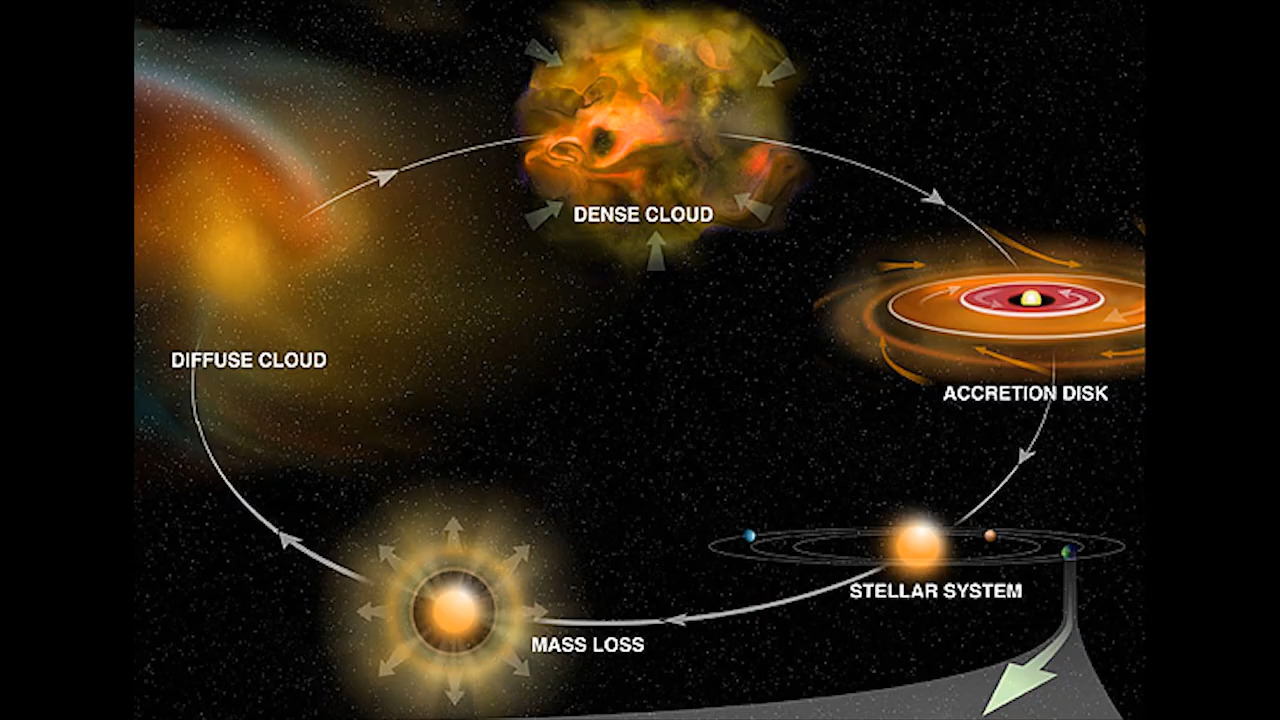 DENSE CLOUD
DIFFUSE CLOUD
ACCRETION DISK
STELLAR SYSTEM
MASS LOSS